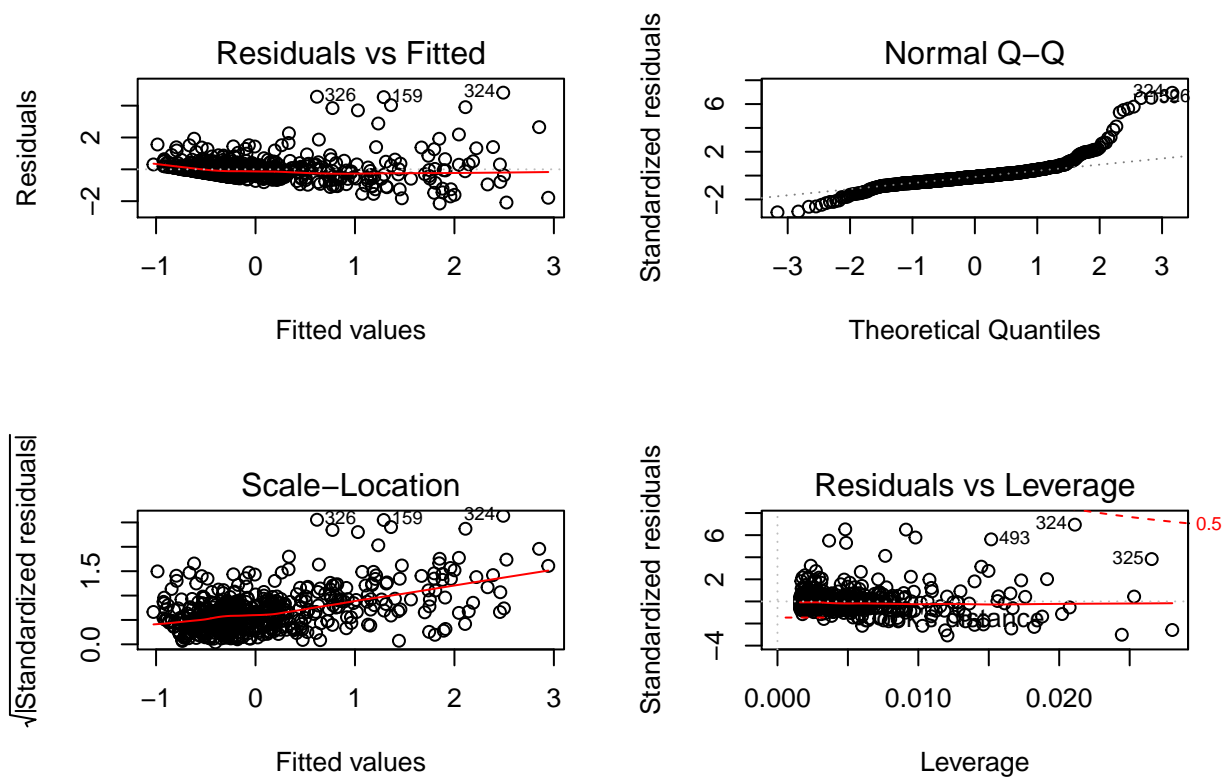 Residuals vs Fitted
Residuals
2
−2
326
159
324
−1 0 1 2 3
Fitted values
Normal Q−Q
Standardized residuals
6
2
−2
324
326
−3 −2 −1 0 1 2 3
Theoretical Quantiles
Scale−Location
√|Standardized residuals|
1.5
0.0
326
159
324
−1 0 1 2 3
Fitted values
Residuals vs Leverage
Standardized residuals
6
2
−4
324
493
325
0.5
distance
0.000 0.010 0.020
Leverage